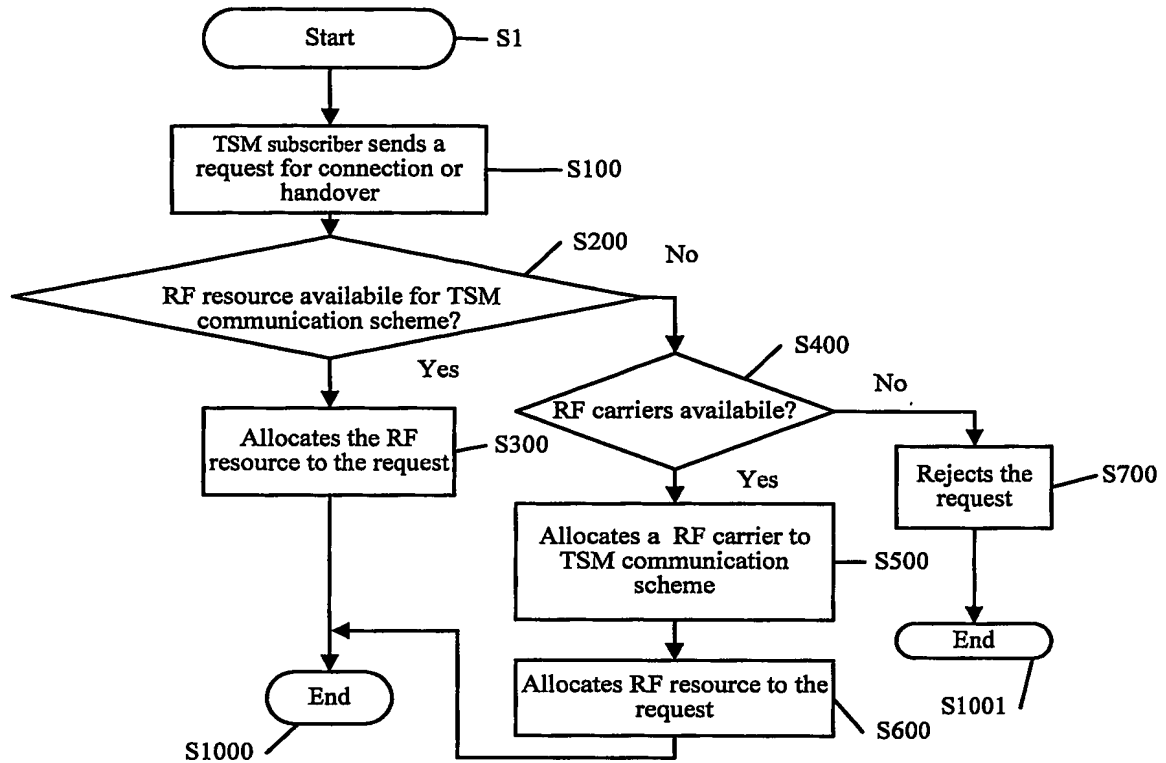 Start
S1
TSM subscriber sends a
request for connection or
handover
S100
S200
No
RF resource availabile for TSM
communication scheme?
Yes
S400
No
RF carriers availabile?
Allocates the RF
resource to the request
S300
Yes
Rejects the
request
S700
Allocates a RF carrier to
TSM communication
scheme
S500
End
S1001
Allocates RF resource to the
request
S600
End
S1000